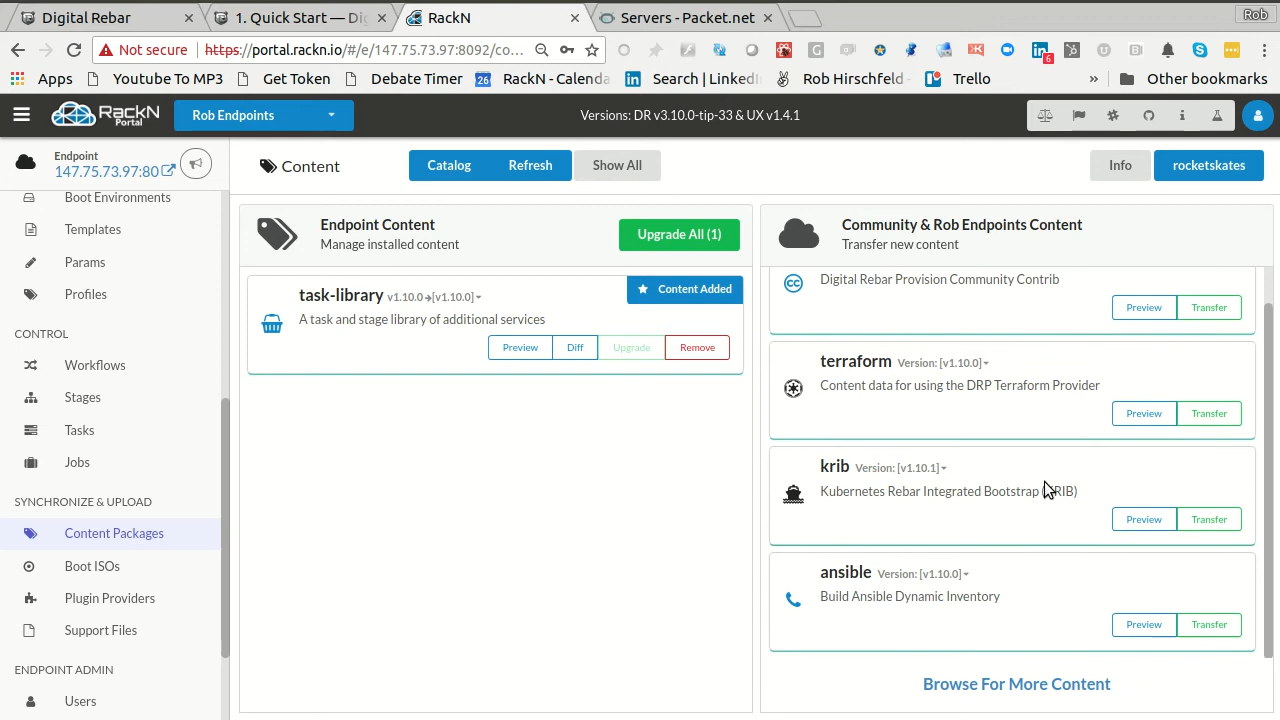 Digital Rebar
1. Quick Start — Dig
RackN
Servers - Packet.net
Rob
Not secure
https://portal.rackn.io/#/e/147.75.73.97:8092/co...
6
Apps
Youtube To MP3
Get Token
Debate Timer
26
RackN - Calenda
Search | LinkedI
Rob Hirschfeld -
Trello
»
Other bookmarks
RackN
Portal
Rob Endpoints
Versions: DR v3.10.0-tip-33 & UX v1.4.1
Endpoint
147.75.73.97:80
Content
Catalog
Refresh
Show All
Info
rocketskates
Boot Environments
Templates
Params
Profiles
CONTROL
Workflows
Stages
Tasks
Jobs
SYNCHRONIZE & UPLOAD
Content Packages
Boot ISOs
Plugin Providers
Support Files
ENDPOINT ADMIN
Users
Endpoint Content
Manage installed content
Upgrade All (1)
task-library v1.10.0 →[v1.10.0]
Content Added
A task and stage library of additional services
Preview
Diff
Upgrade
Remove
Community & Rob Endpoints Content
Transfer new content
Digital Rebar Provision Community Contrib
Preview
Transfer
terraform Version: [v1.10.0]
Content data for using the DRP Terraform Provider
Preview
Transfer
krib Version: [v1.10.1]
Kubernetes Rebar Integrated Bootstrap RIB)
Preview
Transfer
ansible Version: [v1.10.0]
Build Ansible Dynamic Inventory
Preview
Transfer
Browse For More Content